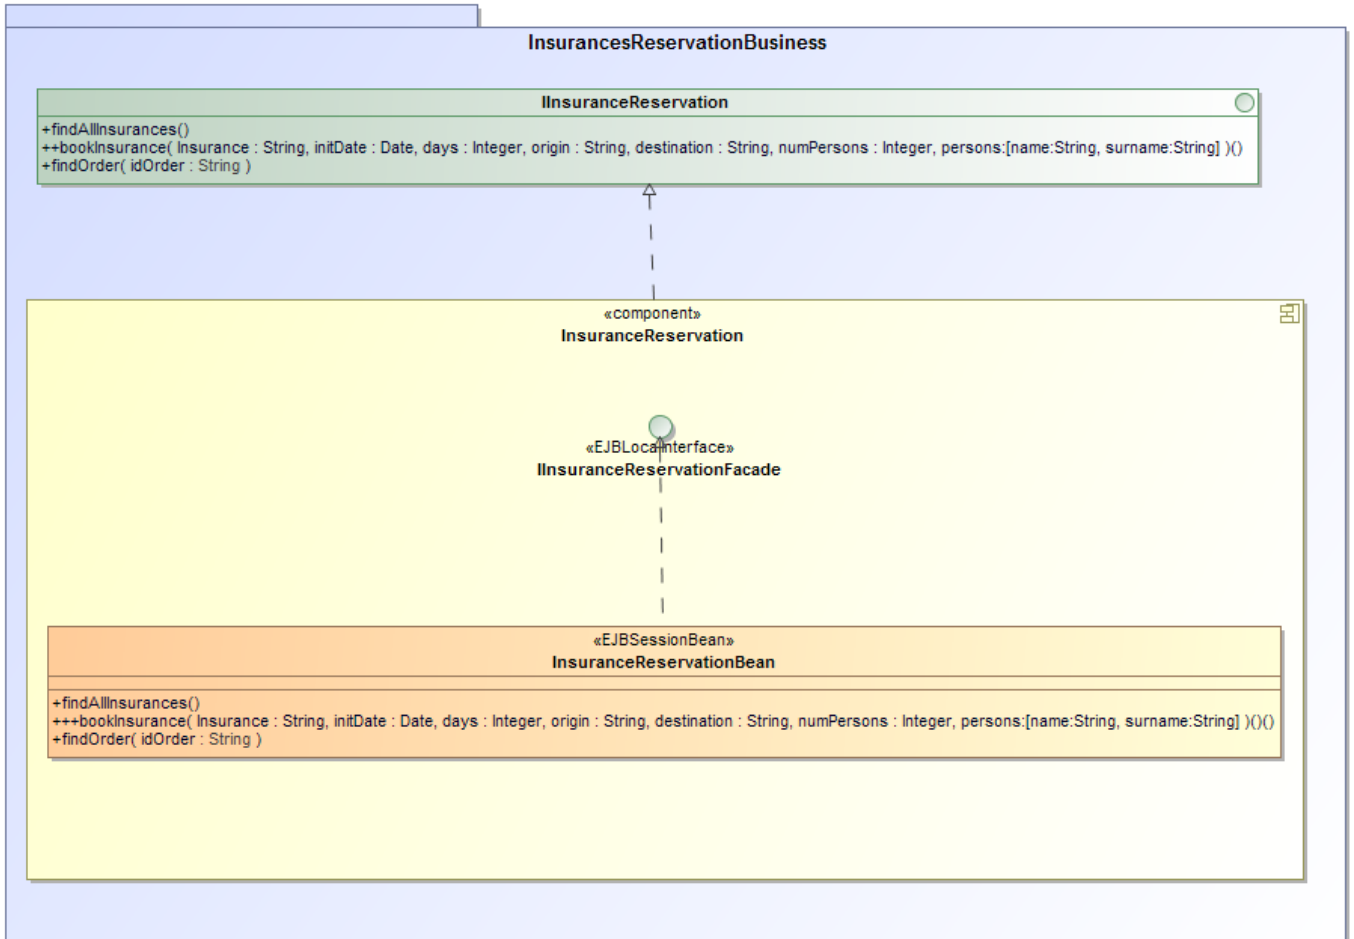 InsurancesReservationBusiness
IInsuranceReservation
+findAllInsurances()
++bookInsurance( Insurance : String, initDate : Date, days : Integer, origin : String, destination : String, numPersons : Integer, persons:[name:String, surname:String] )()
+findOrder( idOrder : String )
«component»
InsuranceReservation
«EJBLocalInterface»
IInsuranceReservationFacade
«EJBSessionBean»
InsuranceReservationBean
+findAllInsurances()
+++bookInsurance( Insurance : String, initDate : Date, days : Integer, origin : String, destination : String, numPersons : Integer, persons:[name:String, surname:String] )()()
+findOrder( idOrder : String )